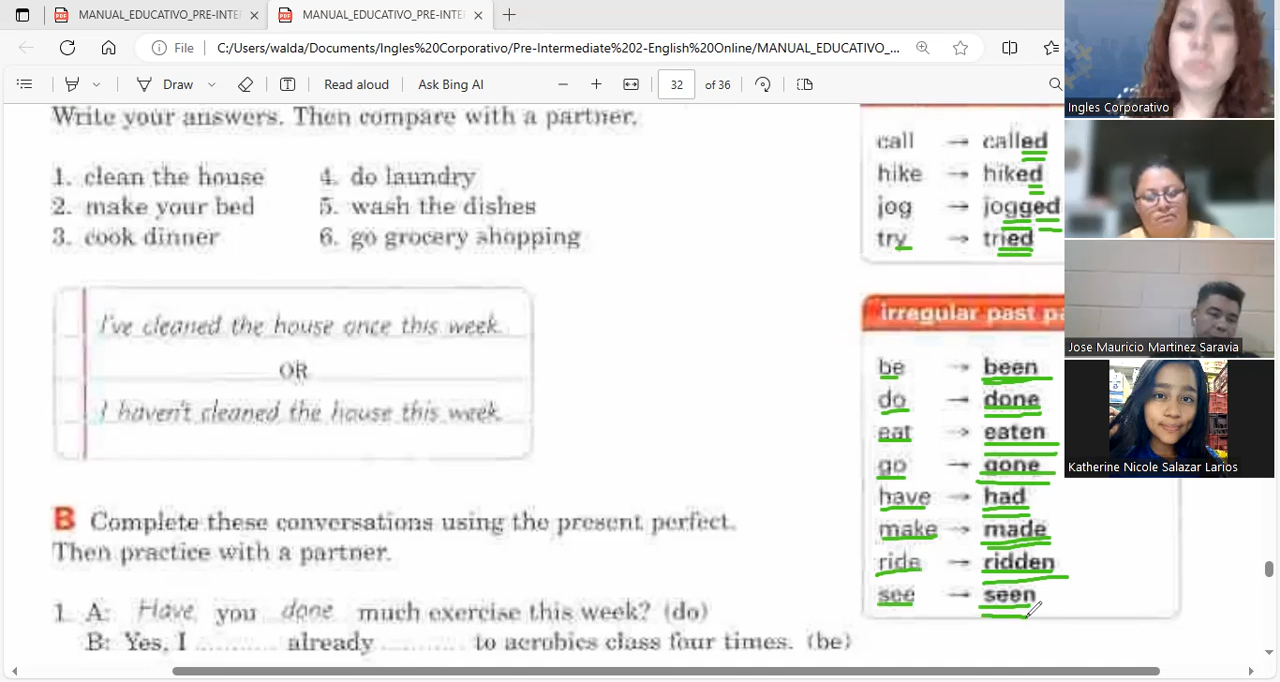 MANUAL_EDUCATIVO_PRE-INTER
MANUAL_EDUCATIVO_PRE-INTE
File
C:/Users/walda/Documents/Ingles%20Corporativo/Pre-Intermediate%202-English%20Online/MANUAL_EDUCATIVO_...
Draw
Read aloud
Ask Bing AI
32 of 36
Write your answers. Then compare with a partner.
1. clean the house
2. make your bed
3. cook dinner
4. do laundry
5. wash the dishes
6. go grocery shopping
I've cleaned the house once this week.
OR
I haven't cleaned the house this week.
B Complete these conversations using the present perfect.
Then practice with a partner.
1. A: Have you done much exercise this week? (do)
B: Yes, I .......... already .......... to aerobics class four times. (be)
call → called
hike → hiked
jog → jogged
try → tried
irregular past pa
be → been
do → done
eat → eaten
go → gone
have → had
make → made
ride → ridden
see → seen
Ingles Corporativo
Jose Mauricio Martinez Saravia
Katherine Nicole Salazar Larios